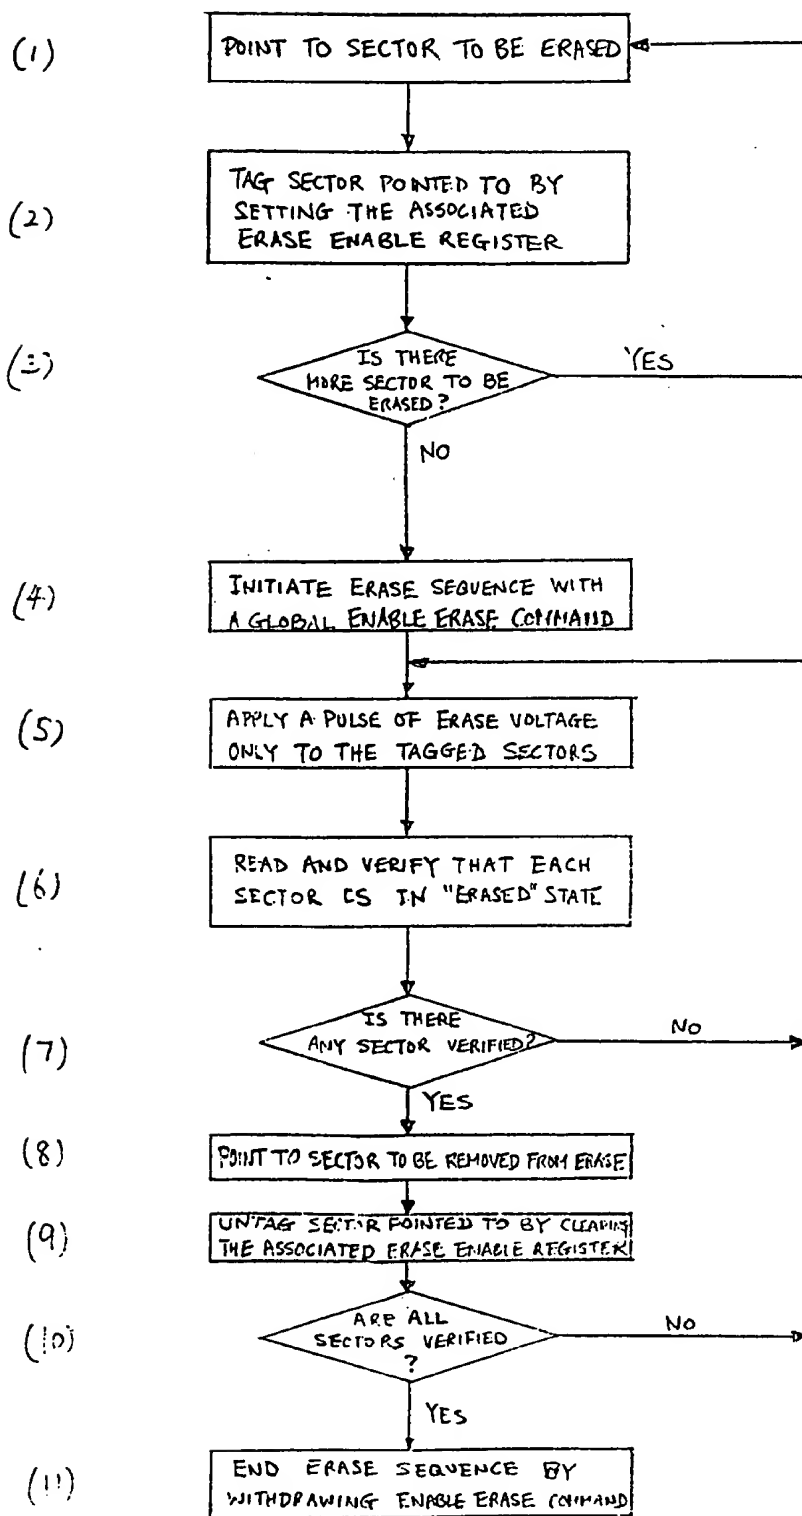 (1)
POINT TO SECTOR TO BE ERASED
(2)
TAG SECTOR POINTED TO BY
SETTING THE ASSOCIATED
ERASE ENABLE REGISTER
(3)
IS THERE
MORE SECTOR TO BE
ERASED?
YES
NO
(4)
INITIATE ERASE SEQUENCE WITH
A GLOBAL ENABLE ERASE COMMAND
(5)
APPLY A PULSE OF ERASE VOLTAGE
ONLY TO THE TAGGED SECTORS
(6)
READ AND VERIFY THAT EACH
SECTOR IS IN "ERASED" STATE
(7)
IS THERE
ANY SECTOR VERIFIED?
NO
YES
(8)
POINT TO SECTOR TO BE REMOVED FROM ERASE
(9)
UNTAG SECTOR POINTED TO BY CLEARING
THE ASSOCIATED ERASE ENABLE REGISTER
(10)
ARE ALL
SECTORS VERIFIED
?
NO
YES
(11)
END ERASE SEQUENCE BY
WITHDRAWING ENABLE ERASE COMMAND